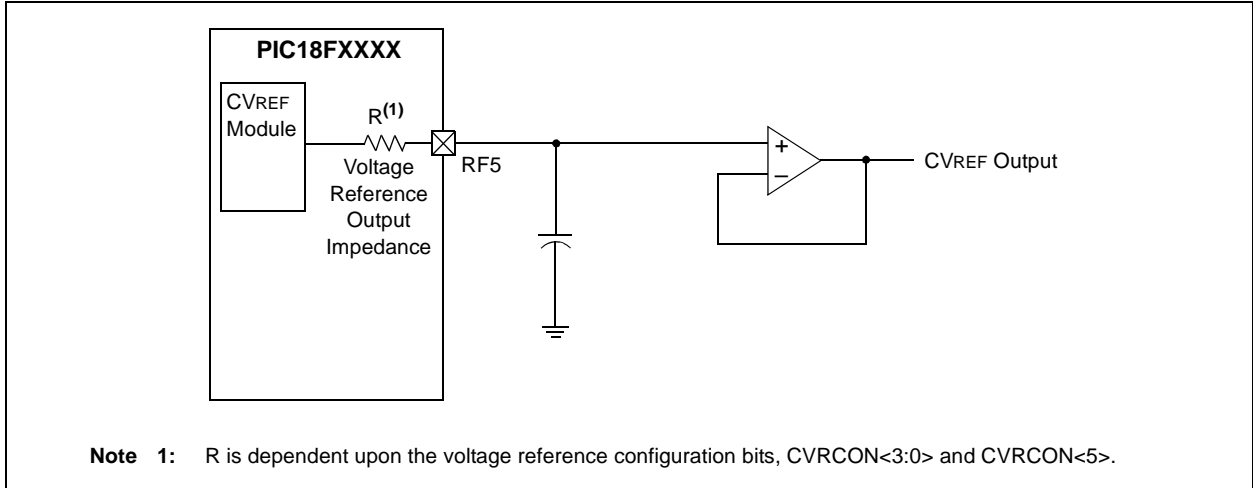 PIC18FXXXX
CVREF
Module
R(1)
Voltage
Reference
Output
Impedance
RF5
+
–
CVREF Output
Note 1: R is dependent upon the voltage reference configuration bits, CVRCON<3:0> and CVRCON<5>.